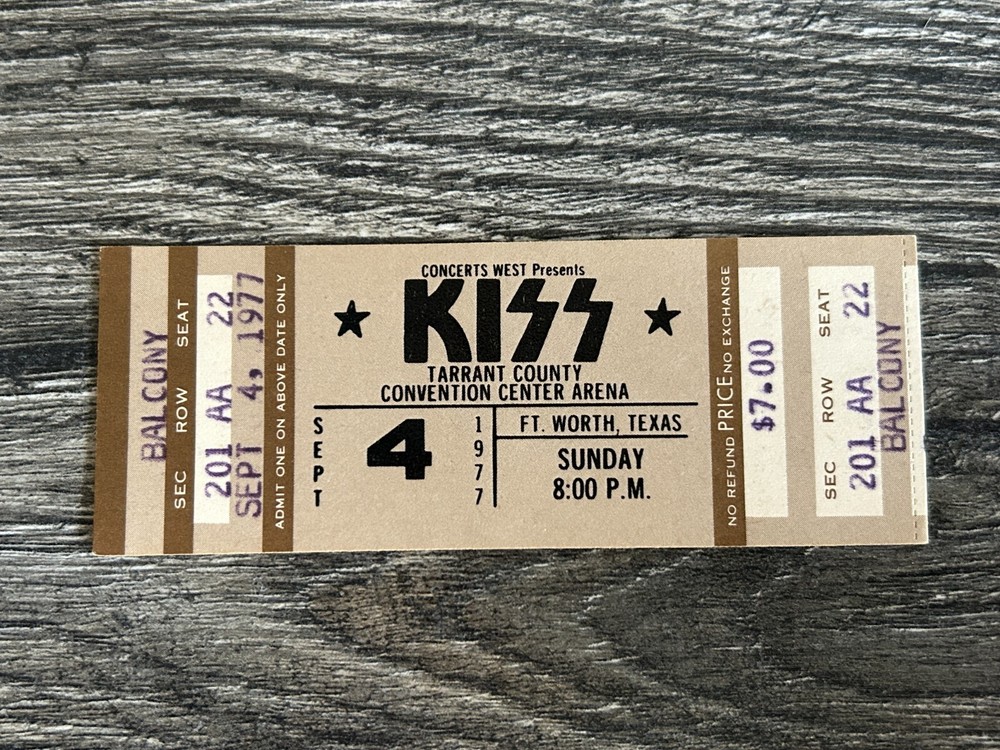 BALCONY
SEC ROW SEAT
201 AA 22
SEPT 4, 1977
ADMIT ONE ON ABOVE DATE ONLY
CONCERTS WEST Presents
★ KISS ★
TARRANT COUNTY
CONVENTION CENTER ARENA
SEPT 4 1977
FT. WORTH, TEXAS
SUNDAY
8:00 P.M.
NO REFUND PRICE NO EXCHANGE
$7.00
SEC ROW SEAT
201 AA 22
BALCONY